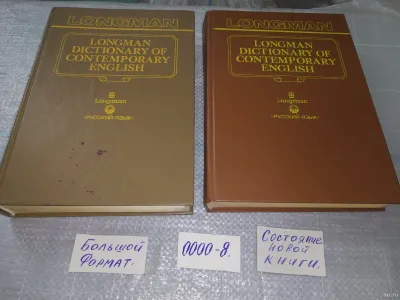 LONGMAN
LONGMAN
DICTIONARY OF
CONTEMPORARY
ENGLISH
Longman
«РУССКИЙ ЯЗЫК»
LONGMAN
LONGMAN
DICTIONARY OF
CONTEMPORARY
ENGLISH
Longman
«РУССКИЙ ЯЗЫК»
Большой
Формат.
0000-8.
Состояние
новой
книги.